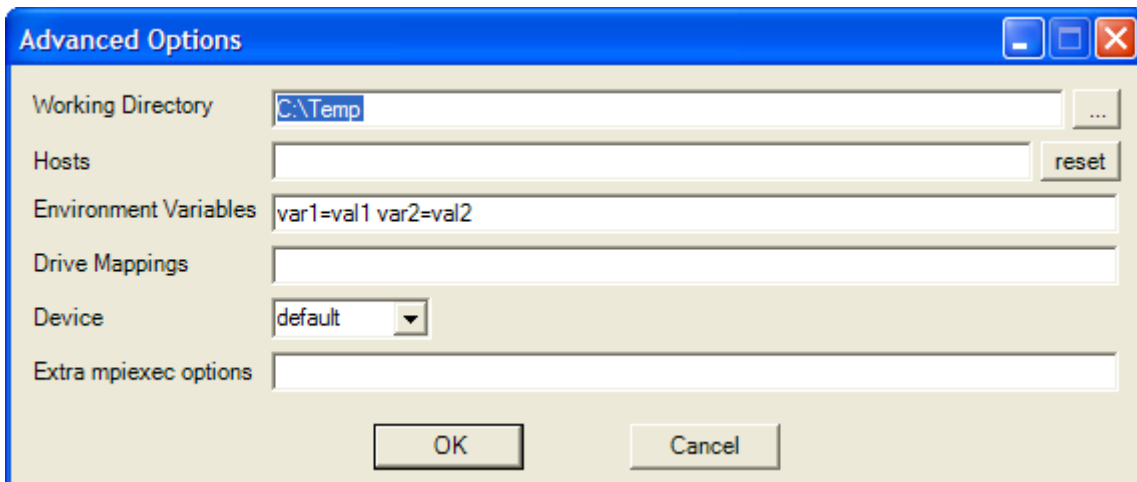 Advanced Options
Working Directory C:\Temp ...
Hosts reset
Environment Variables var1=val1 var2=val2
Drive Mappings
Device default
Extra mpiexec options
OK Cancel